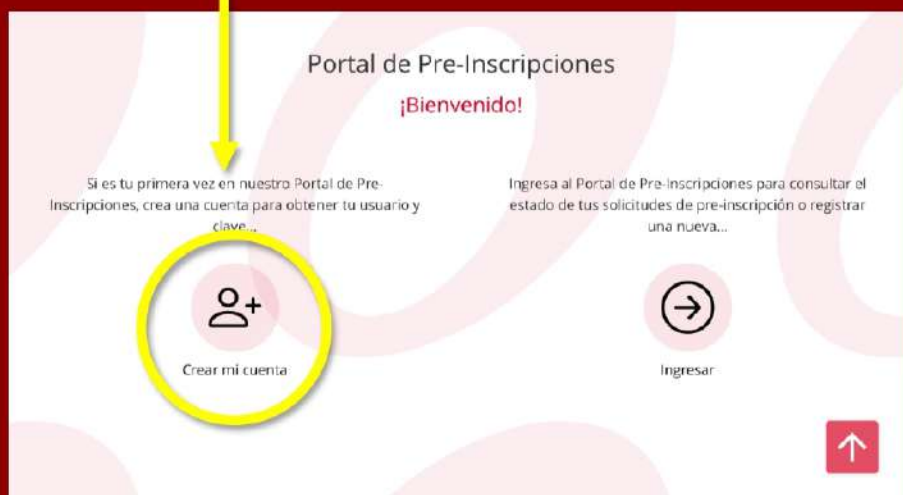 Portal de Pre-Inscripciones
¡Bienvenido!
Si es tu primera vez en nuestro Portal de Pre-
Inscripciones, crea una cuenta para obtener tu usuario y
clave...
Crear mi cuenta
Ingresa al Portal de Pre-Inscripciones para consultar el
estado de tus solicitudes de pre-inscripción o registrar
una nueva...
Ingresar